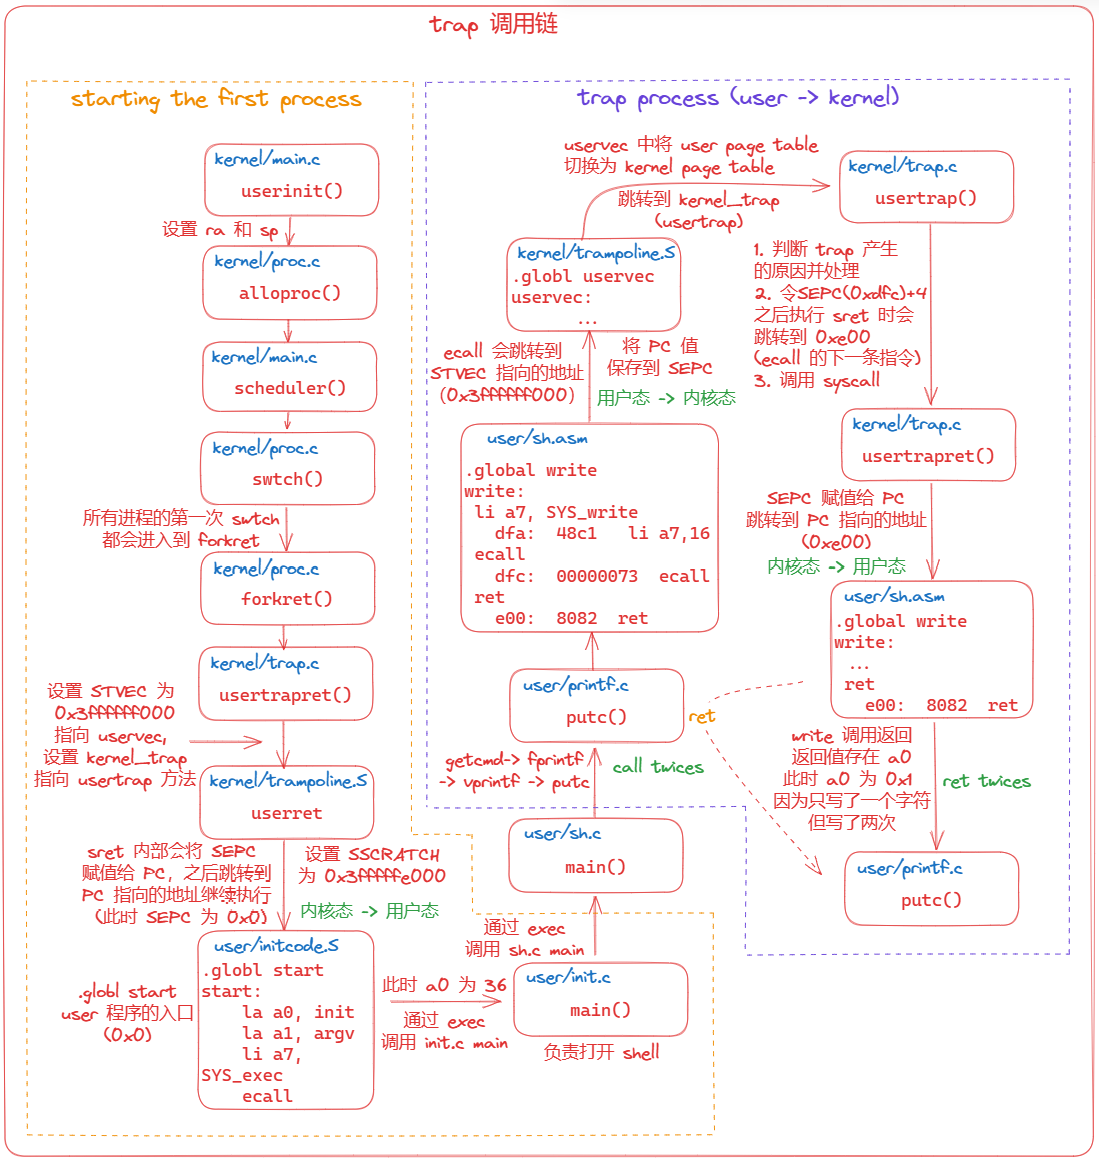 trap 调用链
starting the first process
kernel/main.c
userinit()
设置 ra 和 sp
kernel/proc.c
alloproc()
kernel/main.c
scheduler()
kernel/proc.c
swtch()
所有进程的第一次 swtch
都会进入到 forkret
kernel/proc.c
forkret()
kernel/trap.c
usertrapret()
设置 STVEC 为
0x3ffffff000
指向 uservec,
设置 kernel_trap
指向 usertrap 方法
kernel/trampoline.S
userret
sret 内部会将 SEPC
赋值给 PC，之后跳转到
PC 指向的地址继续执行
(此时 SEPC 为 0x0)
设置 SSCRATCH
为 0x3fffffe000
内核态 -> 用户态
user/initcode.S
.globl start
start:
la a0, init
la a1, argv
li a7,
SYS_exec
ecall
.globl start
user 程序的入口
(0x0)
此时 a0 为 36
通过 exec
调用 init.c main
user/init.c
main()
负责打开 shell
通过 exec
调用 sh.c main
user/sh.c
main()
trap process (user -> kernel)
getcmd-> fprintf
-> vprintf -> putc
call twices
user/printf.c
putc()
user/sh.asm
.global write
write:
li a7, SYS_write
dfa: 48c1 li a7,16
ecall
dfc: 00000073 ecall
ret
e00: 8082 ret
ecall 会跳转到
STVEC 指向的地址
(0x3ffffff000)
将 PC 值
保存到 SEPC
用户态 -> 内核态
kernel/trampoline.S
.globl uservec
uservec:
...
uservec 中将 user page table
切换为 kernel page table
跳转到 kernel_trap
(usertrap)
kernel/trap.c
usertrap()
1. 判断 trap 产生
的原因并处理
2. 令SEPC(0xdfc)+4
之后执行 sret 时会
跳转到 0xe00
(ecall 的下一条指令)
3. 调用 syscall
kernel/trap.c
usertrapret()
SEPC 赋值给 PC
跳转到 PC 指向的地址
(0xe00)
内核态 -> 用户态
user/sh.asm
.global write
write:
...
ret
e00: 8082 ret
ret
write 调用返回
返回值存在 a0
此时 a0 为 0x1
因为只写了一个字符
但写了两次
ret twices
user/printf.c
putc()